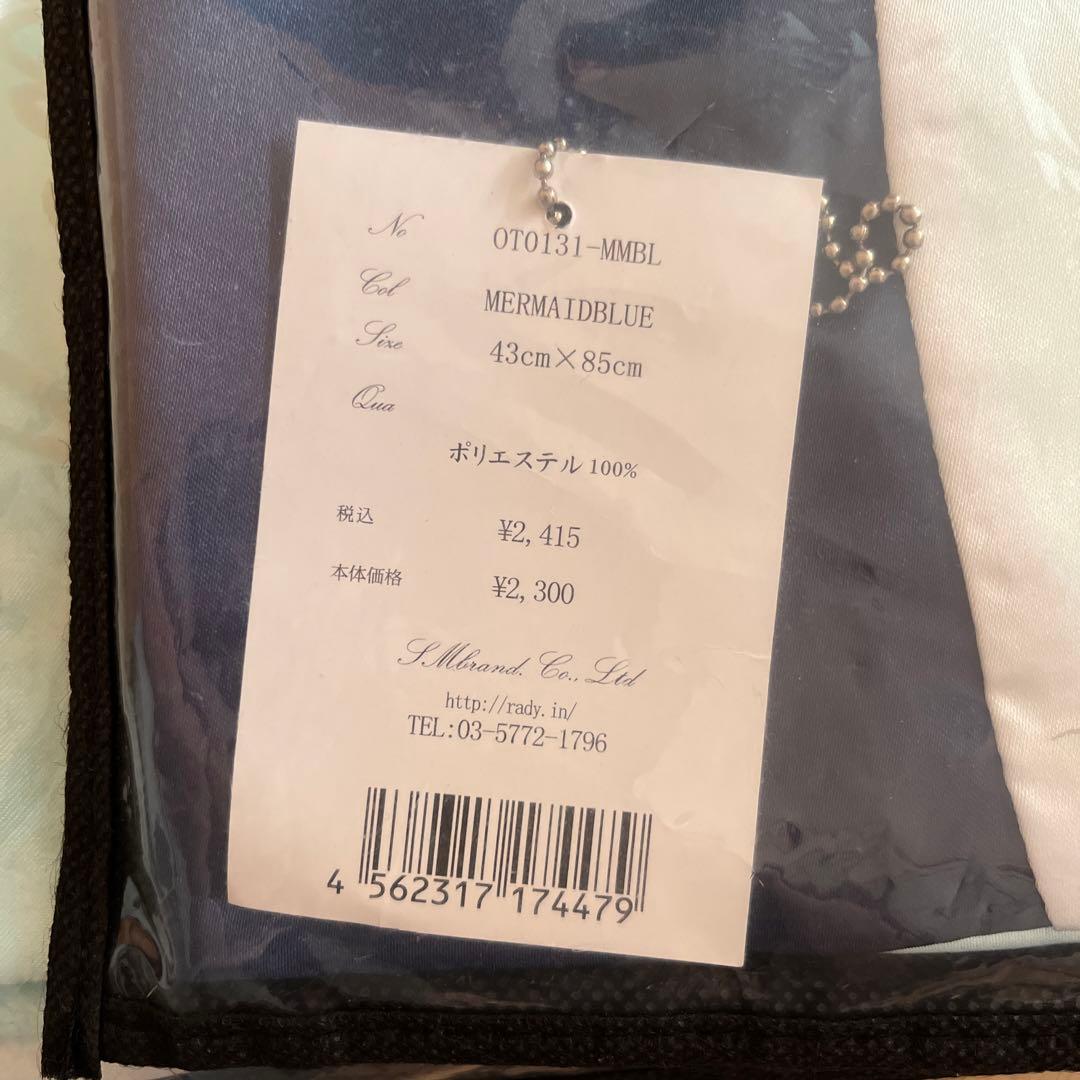 No OT0131-MMBL
Col MERMAIDBLUE
Size 43cm×85cm
Qua
ポリエステル 100%
税込 ¥2,415
本体価格 ¥2,300
SMbrand. Co., Ltd
http://rady.in/
TEL:03-5772-1796
4 562317 174479